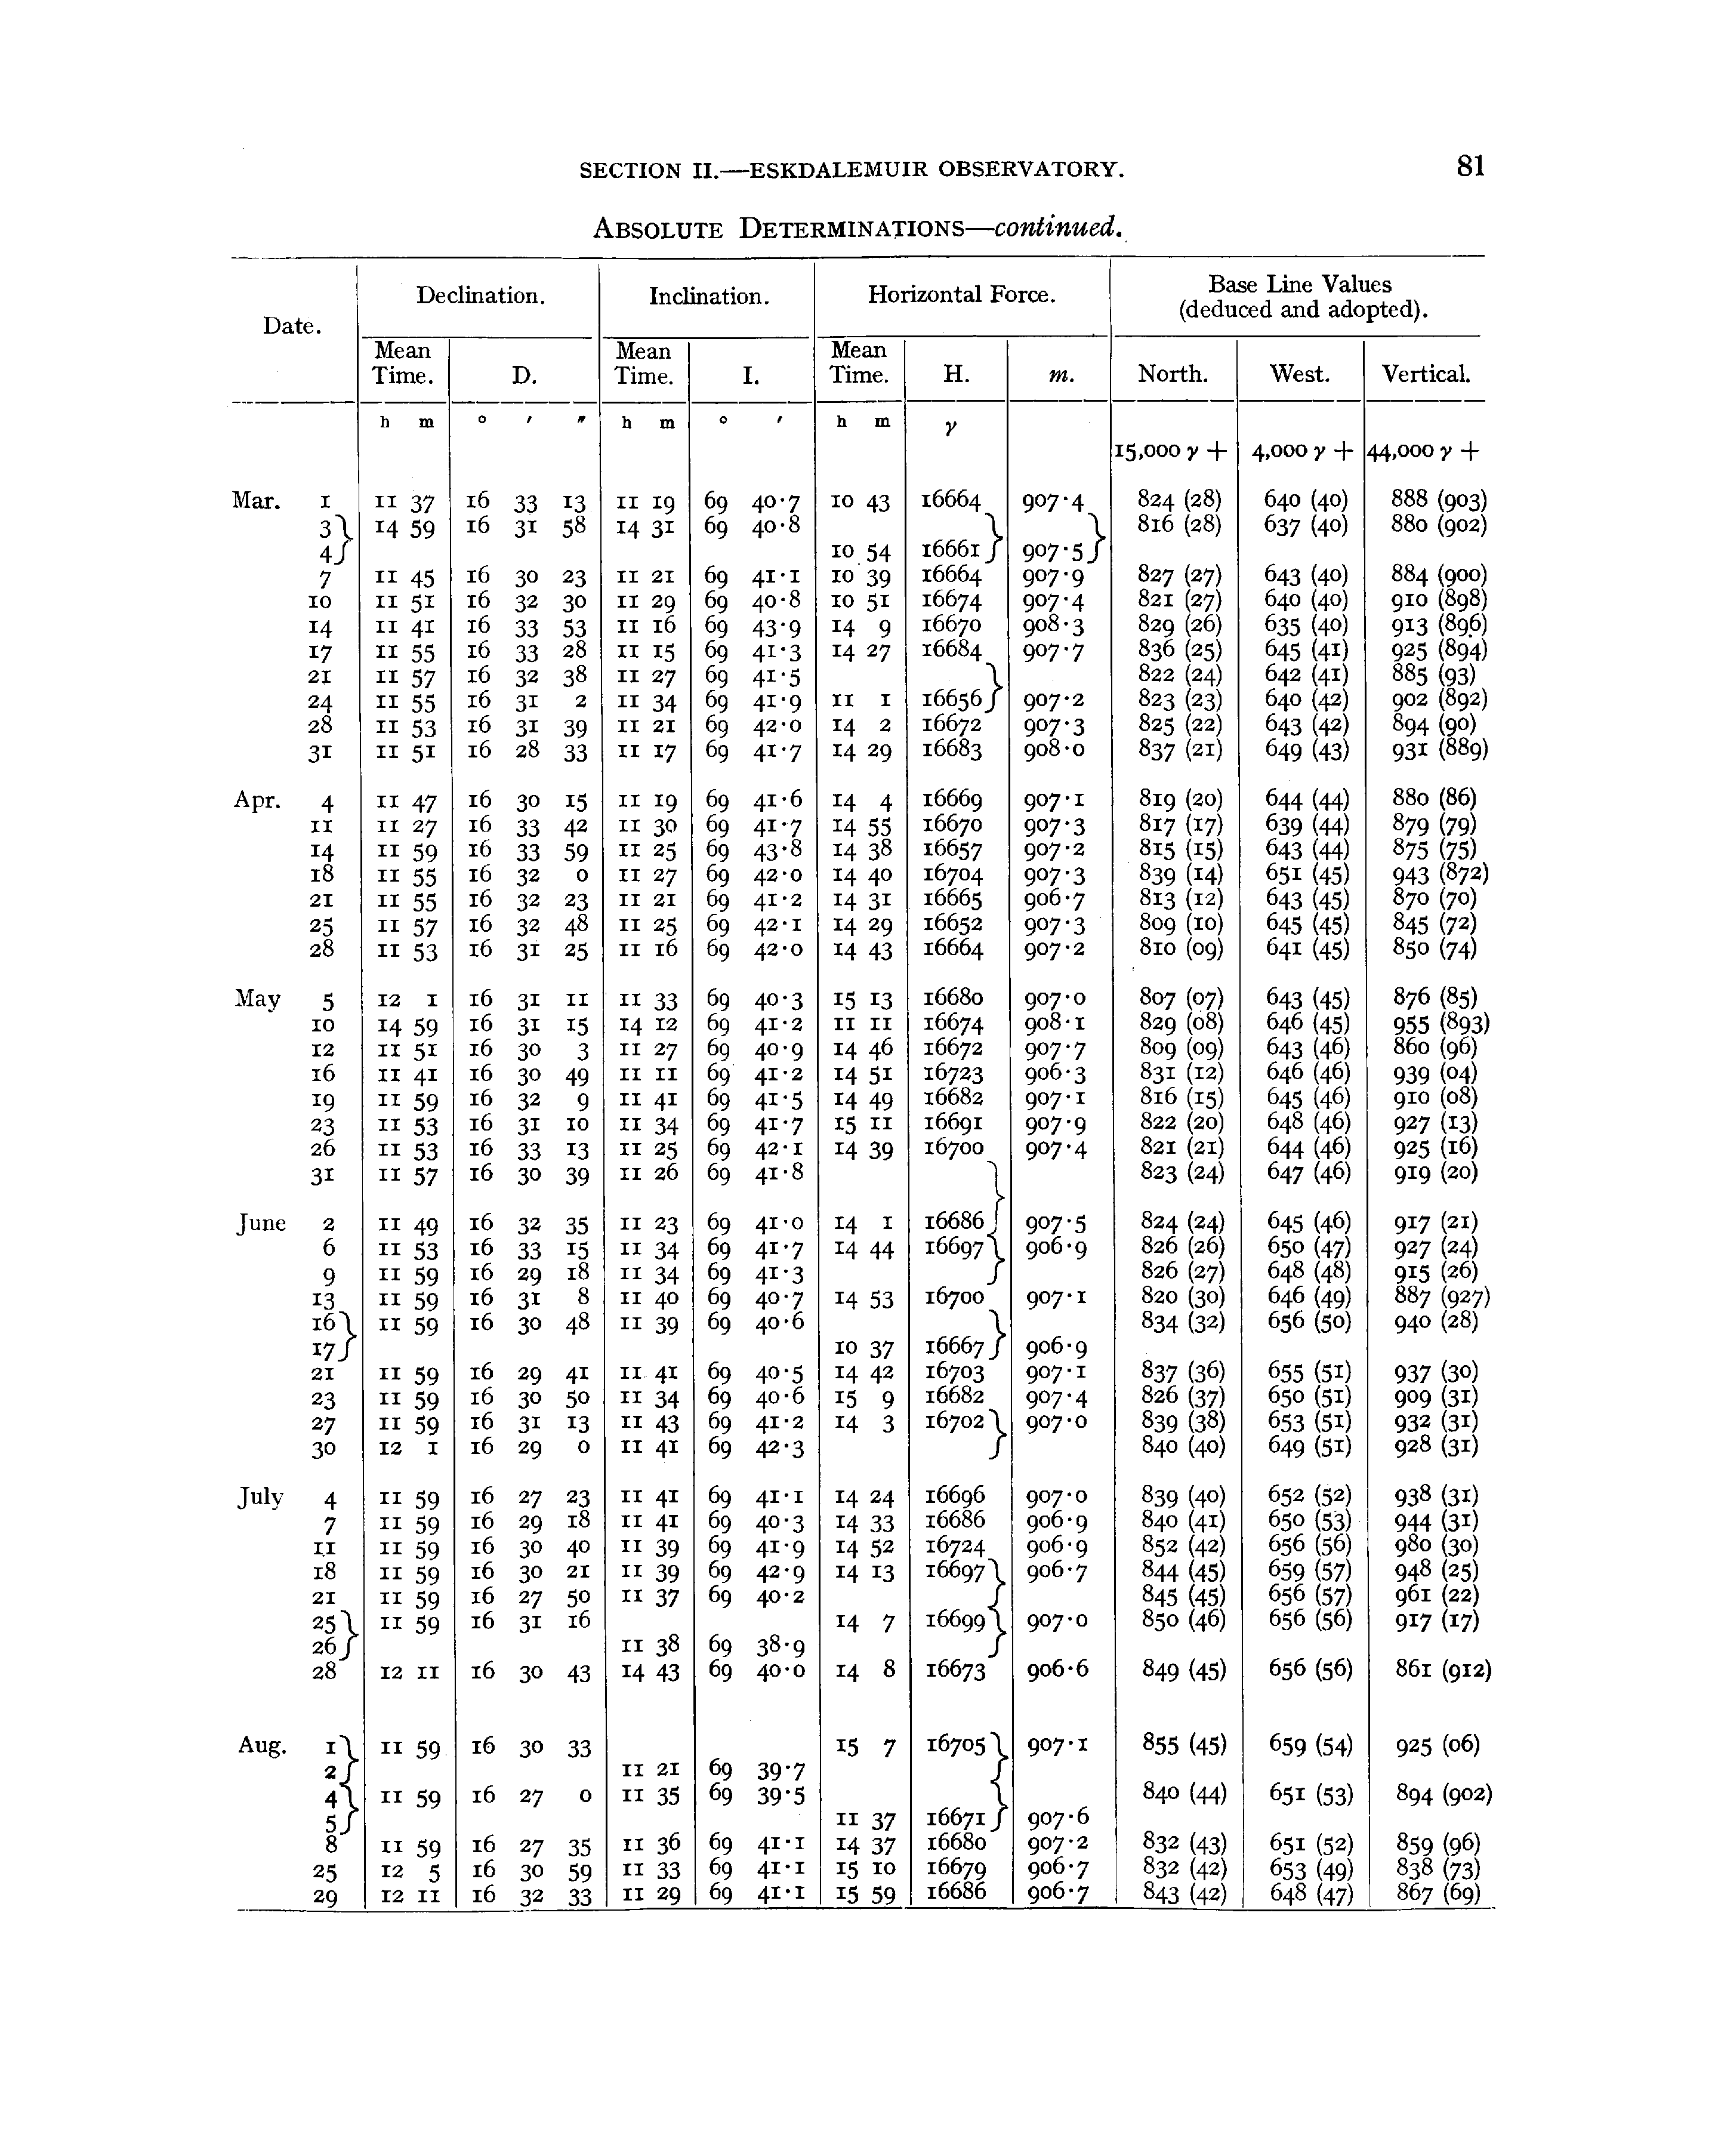 SECTION II.—ESKDALEMUIR OBSERVATORY. 81
ABSOLUTE DETERMINATIONS—continued.
Date. Declination. Inclination. Horizontal Force. Base Line Values (deduced and adopted).
Mean Time. D. Mean Time. I. Mean Time. H. m. North. West. Vertical.
h m ° ′ ″ h m ° ′ h m γ
15,000 γ + 4,000 γ + 44,000 γ +
Mar. 1 11 37 16 33 13 11 19 69 40·7 10 43 16664 907·4 824 (28) 640 (40) 888 (903)
3} 14 59 16 31 58 14 31 69 40·8 } } 816 (28) 637 (40) 880 (902)
4} 10 54 16661} 907·5}
7 11 45 16 30 23 11 21 69 41·1 10 39 16664 907·9 827 (27) 643 (40) 884 (900)
10 11 51 16 32 30 11 29 69 40·8 10 51 16674 907·4 821 (27) 640 (40) 910 (898)
14 11 41 16 33 53 11 16 69 43·9 14 9 16670 908·3 829 (26) 635 (40) 913 (896)
17 11 55 16 33 28 11 15 69 41·3 14 27 16684 907·7 836 (25) 645 (41) 925 (894)
21 11 57 16 32 38 11 27 69 41·5 } 822 (24) 642 (41) 885 (93)
24 11 55 16 31 2 11 34 69 41·9 11 1 16656} 907·2 823 (23) 640 (42) 902 (892)
28 11 53 16 31 39 11 21 69 42·0 14 2 16672 907·3 825 (22) 643 (42) 894 (90)
31 11 51 16 28 33 11 17 69 41·7 14 29 16683 908·0 837 (21) 649 (43) 931 (889)
Apr. 4 11 47 16 30 15 11 19 69 41·6 14 4 16669 907·1 819 (20) 644 (44) 880 (86)
11 11 27 16 33 42 11 30 69 41·7 14 55 16670 907·3 817 (17) 639 (44) 879 (79)
14 11 59 16 33 59 11 25 69 43·8 14 38 16657 907·2 815 (15) 643 (44) 875 (75)
18 11 55 16 32 0 11 27 69 42·0 14 40 16704 907·3 839 (14) 651 (45) 943 (872)
21 11 55 16 32 23 11 21 69 41·2 14 31 16665 906·7 813 (12) 643 (45) 870 (70)
25 11 57 16 32 48 11 25 69 42·1 14 29 16652 907·3 809 (10) 645 (45) 845 (72)
28 11 53 16 31 25 11 16 69 42·0 14 43 16664 907·2 810 (09) 641 (45) 850 (74)
May 5 12 1 16 31 11 11 33 69 40·3 15 13 16680 907·0 807 (07) 643 (45) 876 (85)
10 14 59 16 31 15 14 12 69 41·2 11 11 16674 908·1 829 (08) 646 (45) 955 (893)
12 11 51 16 30 3 11 27 69 40·9 14 46 16672 907·7 809 (09) 643 (46) 860 (96)
16 11 41 16 30 49 11 11 69 41·2 14 51 16723 906·3 831 (12) 646 (46) 939 (04)
19 11 59 16 32 9 11 41 69 41·5 14 49 16682 907·1 816 (15) 645 (46) 910 (08)
23 11 53 16 31 10 11 34 69 41·7 15 11 16691 907·9 822 (20) 648 (46) 927 (13)
26 11 53 16 33 13 11 25 69 42·1 14 39 16700 907·4 821 (21) 644 (46) 925 (16)
31 11 57 16 30 39 11 26 69 41·8 } 823 (24) 647 (46) 919 (20)
June 2 11 49 16 32 35 11 23 69 41·0 14 1 16686} 907·5 824 (24) 645 (46) 917 (21)
6 11 53 16 33 15 11 34 69 41·7 14 44 16697} 906·9 826 (26) 650 (47) 927 (24)
9 11 59 16 29 18 11 34 69 41·3 } 826 (27) 648 (48) 915 (26)
13 11 59 16 31 8 11 40 69 40·7 14 53 16700 907·1 820 (30) 646 (49) 887 (927)
16} 11 59 16 30 48 11 39 69 40·6 } 834 (32) 656 (50) 940 (28)
17} 10 37 16667} 906·9
21 11 59 16 29 41 11 41 69 40·5 14 42 16703 907·1 837 (36) 655 (51) 937 (30)
23 11 59 16 30 50 11 34 69 40·6 15 9 16682 907·4 826 (37) 650 (51) 909 (31)
27 11 59 16 31 13 11 43 69 41·2 14 3 16702} 907·0 839 (38) 653 (51) 932 (31)
30 12 1 16 29 0 11 41 69 42·3 } 840 (40) 649 (51) 928 (31)
July 4 11 59 16 27 23 11 41 69 41·1 14 24 16696 907·0 839 (40) 652 (52) 938 (31)
7 11 59 16 29 18 11 41 69 40·3 14 33 16686 906·9 840 (41) 650 (53) 944 (31)
11 11 59 16 30 40 11 39 69 41·9 14 52 16724 906·9 852 (42) 656 (56) 980 (30)
18 11 59 16 30 21 11 39 69 42·9 14 13 16697} 906·7 844 (45) 659 (57) 948 (25)
21 11 59 16 27 50 11 37 69 40·2 } 845 (45) 656 (57) 961 (22)
25} 11 59 16 31 16 14 7 16699} 907·0 850 (46) 656 (56) 917 (17)
26} 11 38 69 38·9 }
28 12 11 16 30 43 14 43 69 40·0 14 8 16673 906·6 849 (45) 656 (56) 861 (912)
Aug. 1} 11 59 16 30 33 15 7 16705} 907·1 855 (45) 659 (54) 925 (06)
2} 11 21 69 39·7 }
4} 11 59 16 27 0 11 35 69 39·5 } 840 (44) 651 (53) 894 (902)
5} 11 37 16671} 907·6
8 11 59 16 27 35 11 36 69 41·1 14 37 16680 907·2 832 (43) 651 (52) 859 (96)
25 12 5 16 30 59 11 33 69 41·1 15 10 16679 906·7 832 (42) 653 (49) 838 (73)
29 12 11 16 32 33 11 29 69 41·1 15 59 16686 906·7 843 (42) 648 (47) 867 (69)